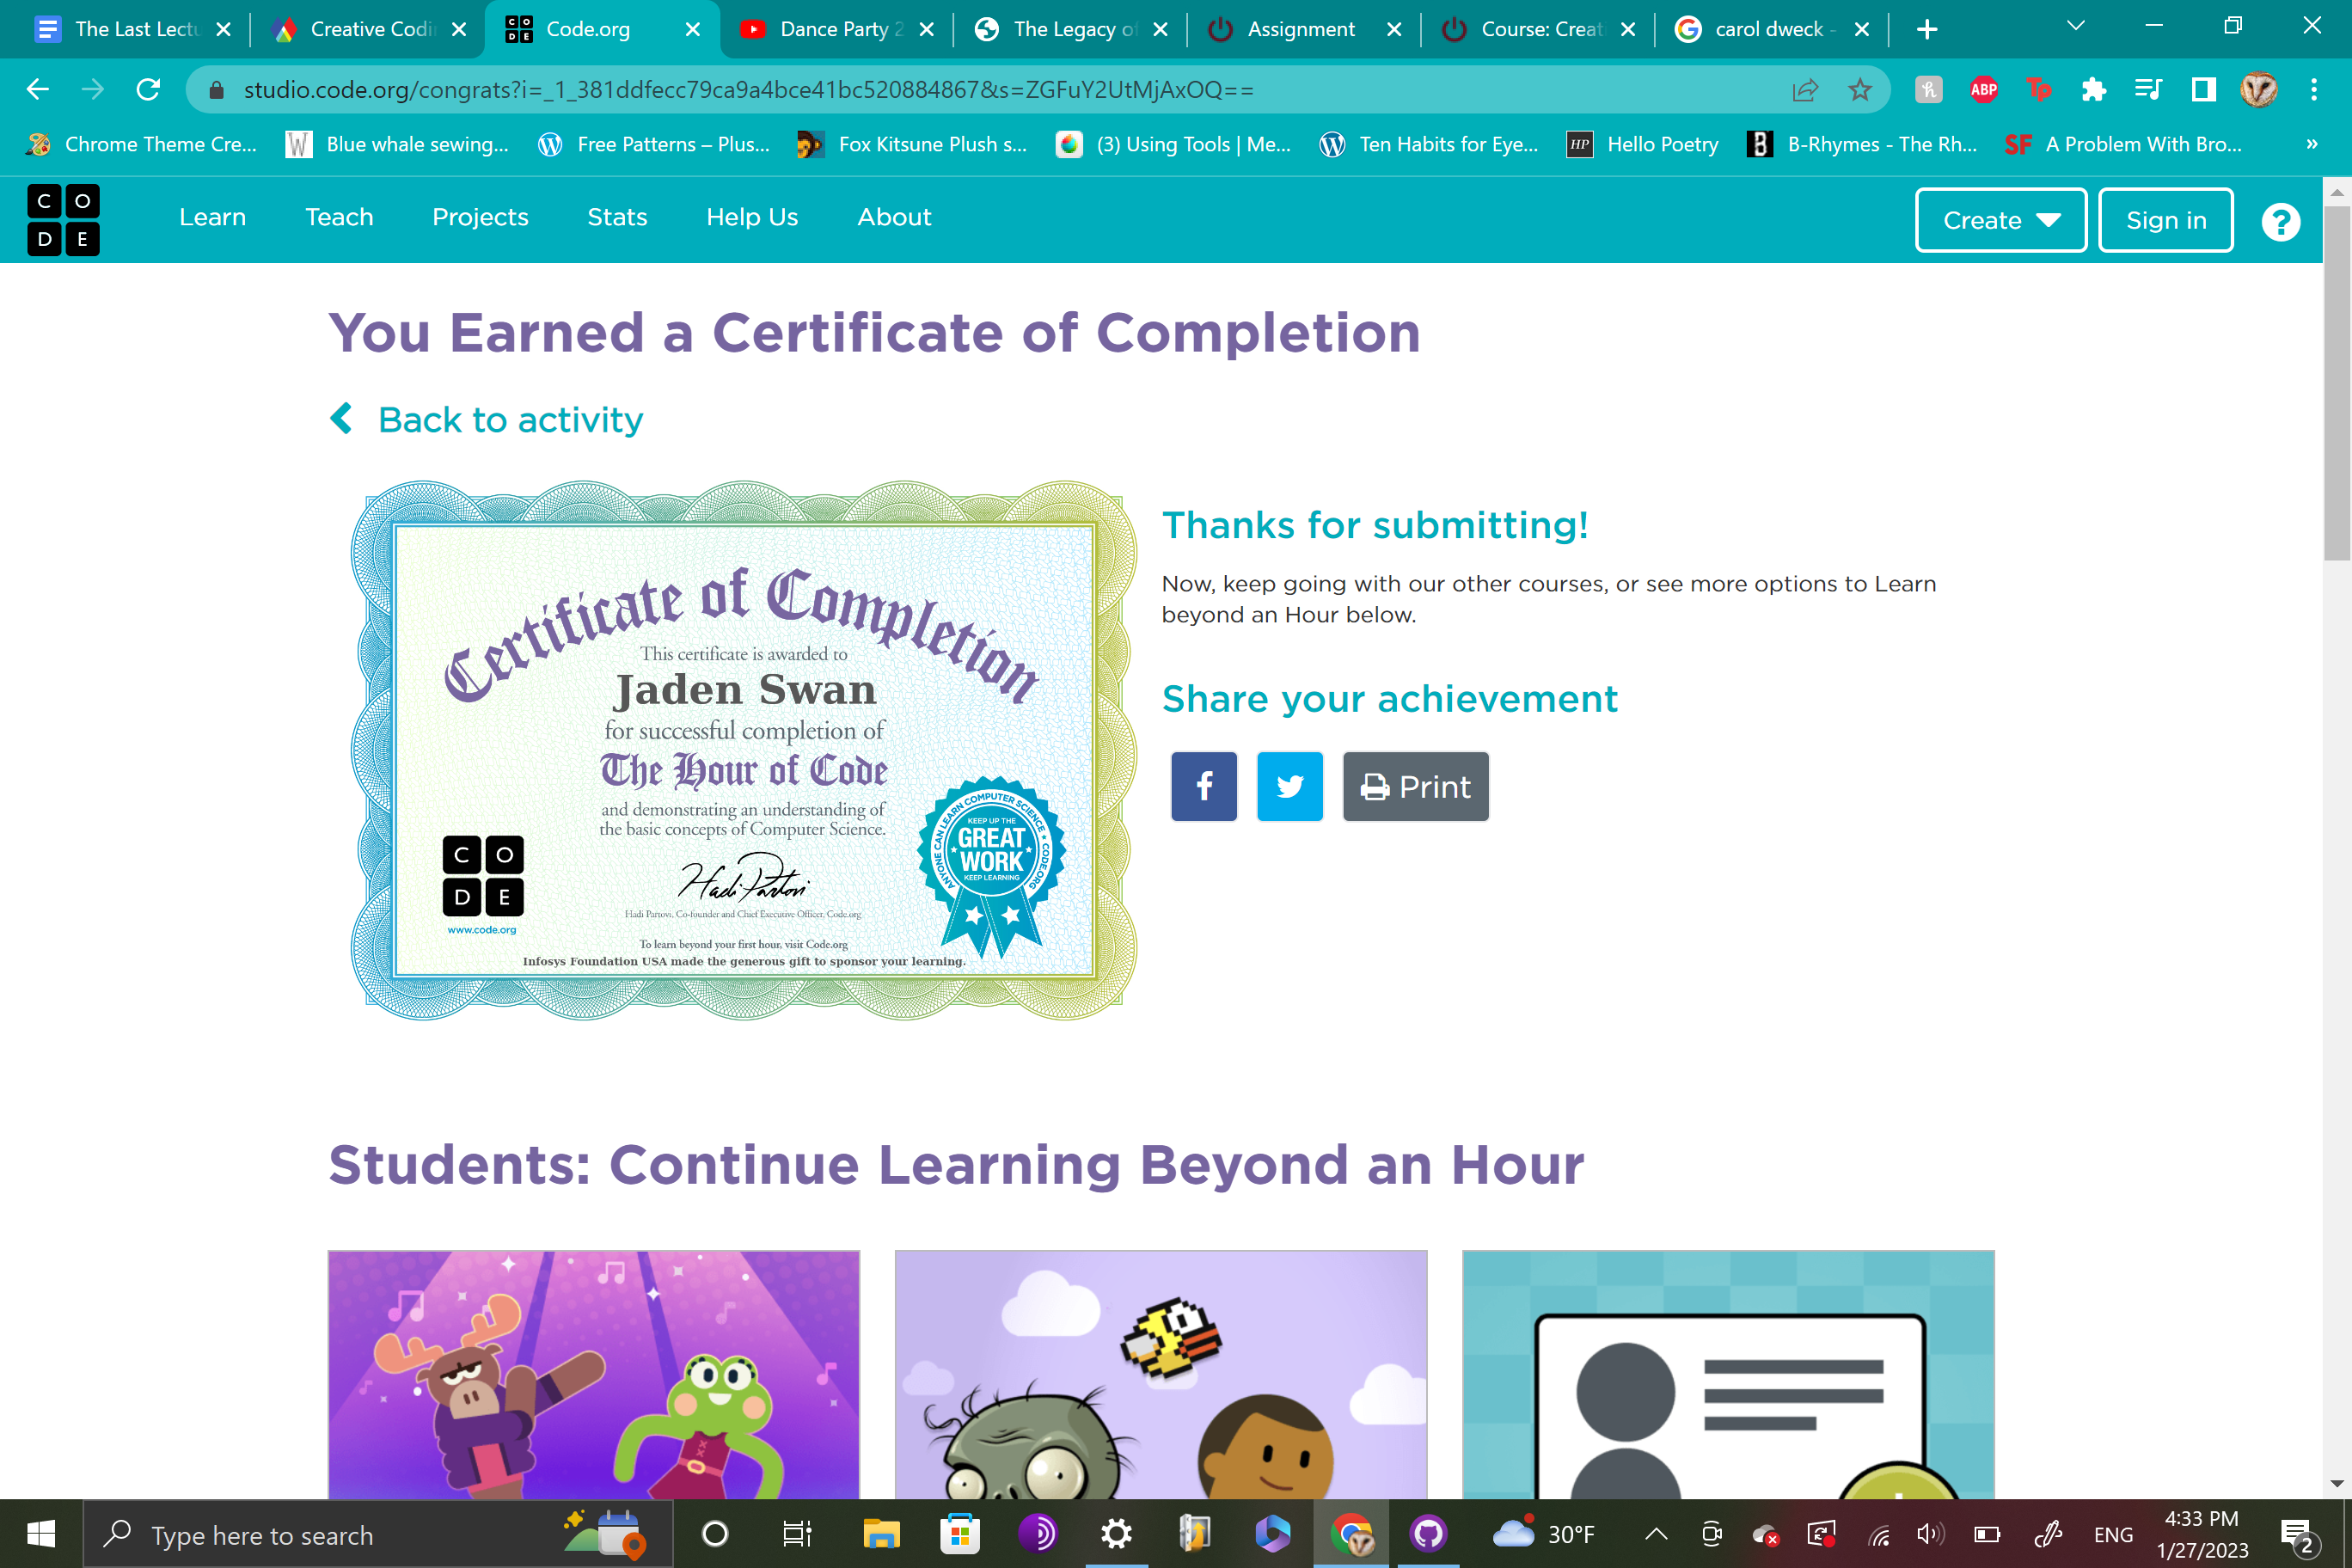 The Last Lectu
Creative Codi
Code.org
Dance Party 2
The Legacy of
Assignment
Course: Creat
carol dweck -
studio.code.org/congrats?i=_1_381ddfecc79ca9a4bce41bc520884867&s=ZGFuY2UtMjAxOQ==
ABP
Tp
Chrome Theme Cre...
Blue whale sewing...
Free Patterns – Plus...
Fox Kitsune Plush s...
(3) Using Tools | Me...
Ten Habits for Eye...
HP Hello Poetry
B B-Rhymes - The Rh...
SF A Problem With Bro...
»
C O
D E
Learn
Teach
Projects
Stats
Help Us
About
Create
Sign in
?
You Earned a Certificate of Completion
Back to activity
Certificate of Completion
This certificate is awarded to
Jaden Swan
for successful completion of
The Hour of Code
and demonstrating an understanding of
the basic concepts of Computer Science.
C O
D E
www.code.org
Hadi Partovi
Hadi Partovi, Co-founder and Chief Executive Officer, Code.org
To learn beyond your first hour, visit Code.org
Infosys Foundation USA made the generous gift to sponsor your learning.
ANYONE CAN LEARN COMPUTER SCIENCE • CODE.ORG
KEEP UP THE
GREAT
WORK
KEEP LEARNING
Thanks for submitting!
Now, keep going with our other courses, or see more options to Learn
beyond an Hour below.
Share your achievement
f
Print
Students: Continue Learning Beyond an Hour
Type here to search
30°F
ENG
4:33 PM
1/27/2023
2